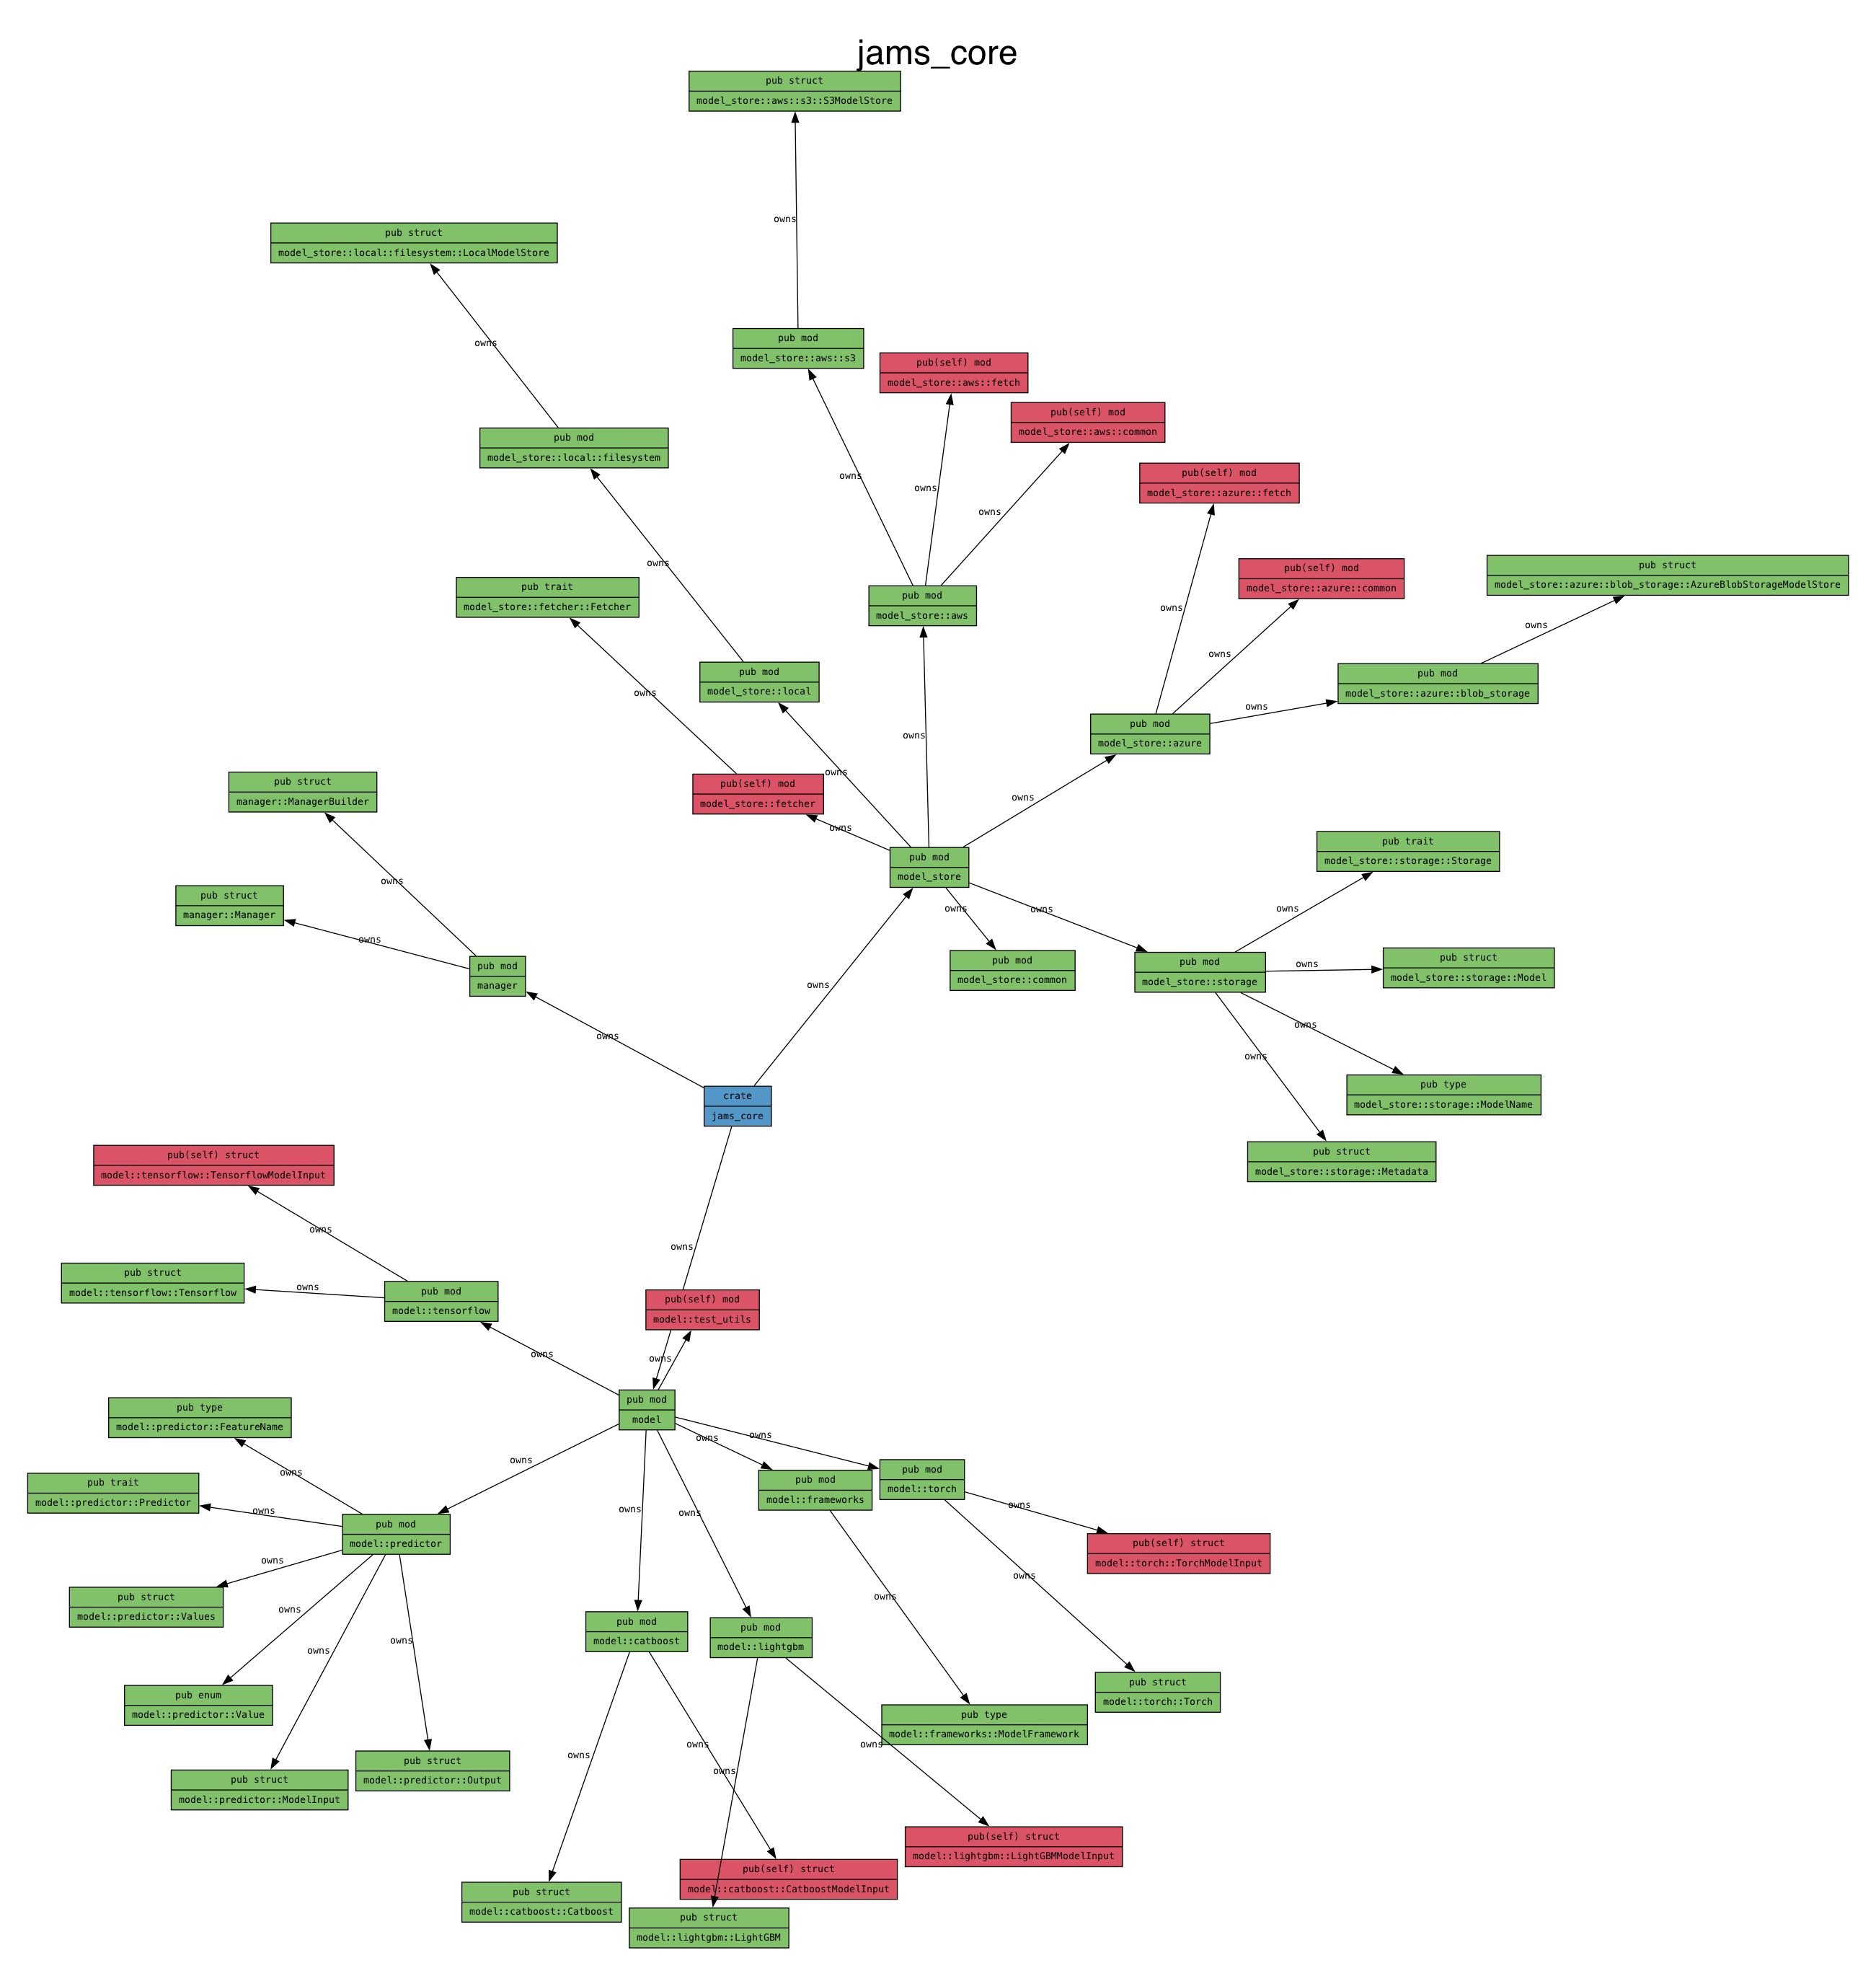 jams_core
pub struct
model_store::aws::s3::S3ModelStore
owns
pub struct
model_store::local::filesystem::LocalModelStore
owns
pub mod
model_store::aws::s3
pub(self) mod
model_store::aws::fetch
pub(self) mod
model_store::aws::common
pub mod
model_store::local::filesystem
owns
owns
owns
pub(self) mod
model_store::azure::fetch
pub(self) mod
model_store::azure::common
pub struct
model_store::azure::blob_storage::AzureBlobStorageModelStore
owns
pub trait
model_store::fetcher::Fetcher
pub mod
model_store::aws
owns
owns
owns
pub mod
model_store::local
owns
pub mod
model_store::azure::blob_storage
owns
owns
pub mod
model_store::azure
owns
pub(self) mod
model_store::fetcher
owns
owns
owns
pub struct
manager::ManagerBuilder
pub mod
model_store
pub trait
model_store::storage::Storage
owns
pub struct
manager::Manager
owns
owns
owns
owns
pub mod
manager
pub mod
model_store::common
pub mod
model_store::storage
owns
pub struct
model_store::storage::Model
owns
owns
owns
owns
pub type
model_store::storage::ModelName
crate
jams_core
pub struct
model_store::storage::Metadata
pub(self) struct
model::tensorflow::TensorflowModelInput
owns
owns
pub struct
model::tensorflow::Tensorflow
owns
pub mod
model::tensorflow
pub(self) mod
model::test_utils
owns
owns
pub mod
model
pub type
model::predictor::FeatureName
owns
owns
owns
pub trait
model::predictor::Predictor
owns
owns
pub mod
model::frameworks
pub mod
model::torch
owns
owns
owns
pub mod
model::predictor
pub(self) struct
model::torch::TorchModelInput
owns
owns
pub struct
model::predictor::Values
owns
owns
owns
owns
pub mod
model::catboost
pub mod
model::lightgbm
pub struct
model::torch::Torch
pub enum
model::predictor::Value
pub type
model::frameworks::ModelFramework
pub struct
model::predictor::ModelInput
pub struct
model::predictor::Output
owns
owns
owns
owns
pub(self) struct
model::lightgbm::LightGBMModelInput
pub(self) struct
model::catboost::CatboostModelInput
pub struct
model::catboost::Catboost
pub struct
model::lightgbm::LightGBM